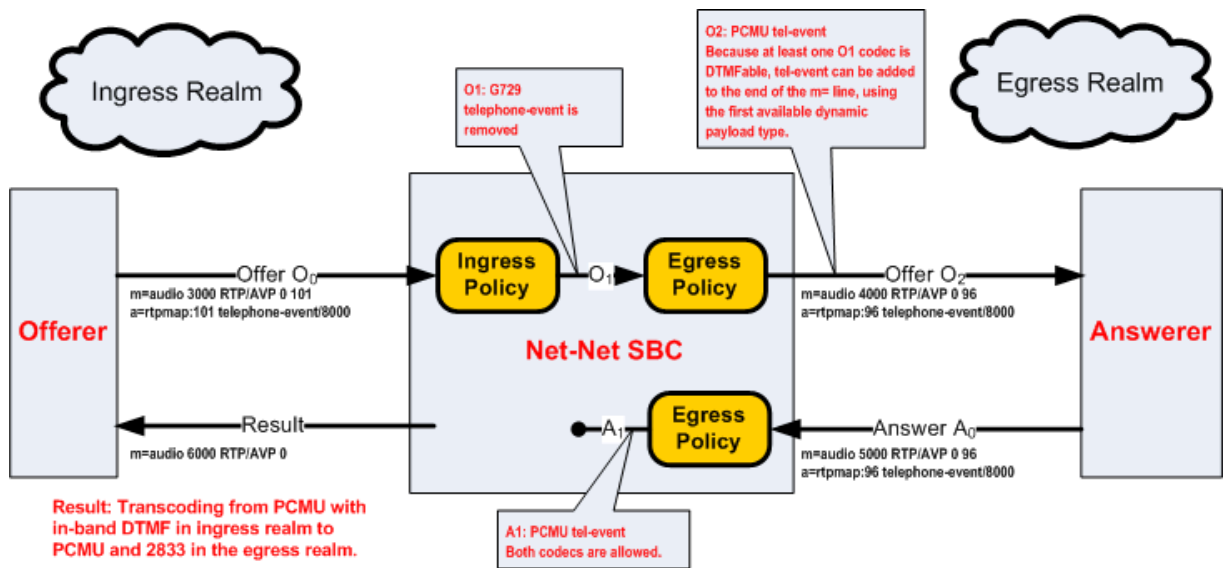 Ingress Realm
Egress Realm
O1: G729
telephone-event is
removed
O2: PCMU tel-event
Because at least one O1 codec is
DTMFable, tel-event can be added
to the end of the m= line, using
the first available dynamic
payload type.
Offerer
Offer O0
m=audio 3000 RTP/AVP 0 101
a=rtpmap:101 telephone-event/8000
Ingress
Policy
O1
Egress
Policy
Offer O2
m=audio 4000 RTP/AVP 0 96
a=rtpmap:96 telephone-event/8000
Answerer
Net-Net SBC
Result
m=audio 6000 RTP/AVP 0
A1
Egress
Policy
Answer A0
m=audio 5000 RTP/AVP 0 96
a=rtpmap:96 telephone-event/8000
Result: Transcoding from PCMU with
in-band DTMF in ingress realm to
PCMU and 2833 in the egress realm.
A1: PCMU tel-event
Both codecs are allowed.